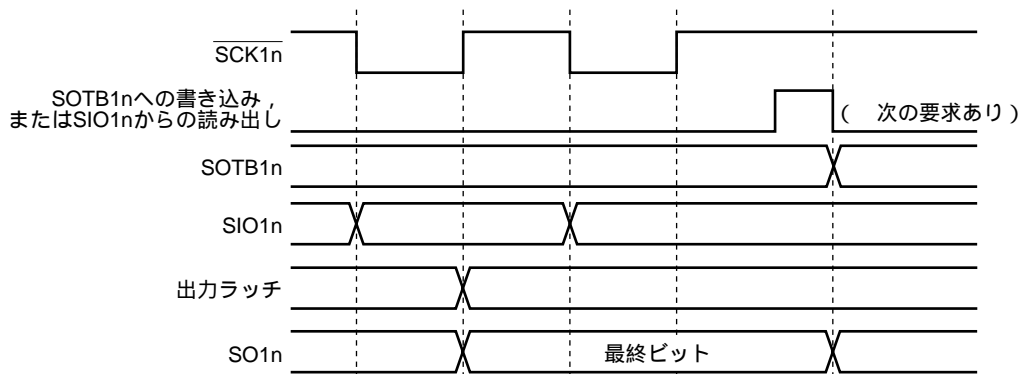 SCK1n
SOTB1nへの書き込み，
またはSIO1nからの読み出し
（　次の要求あり）
SOTB1n
SIO1n
出力ラッチ
SO1n
最終ビット